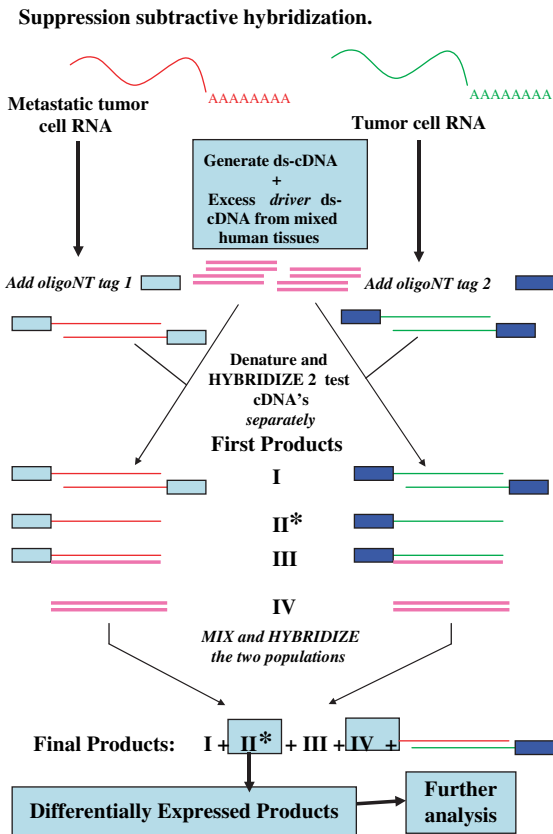 Suppression subtractive hybridization.
AAAAAAAA
AAAAAAAA
Metastatic tumor
cell RNA
Tumor cell RNA
Generate ds-cDNA
+
Excess driver ds-
cDNA from mixed
human tissues
Add oligoNT tag 1
Add oligoNT tag 2
Denature and
HYBRIDIZE 2 test
cDNA's
separately
First Products
I
II*
III
IV
MIX and HYBRIDIZE
the two populations
Final Products: I + II* + III + IV +
Differentially Expressed Products
Further
analysis